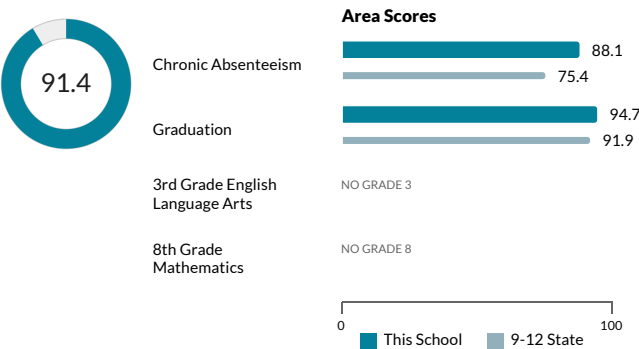 Area Scores
91.4
Chronic Absenteeism
88.1
75.4
Graduation
94.7
91.9
3rd Grade English
Language Arts
NO GRADE 3
8th Grade
Mathematics
NO GRADE 8
0
100
This School
9-12 State